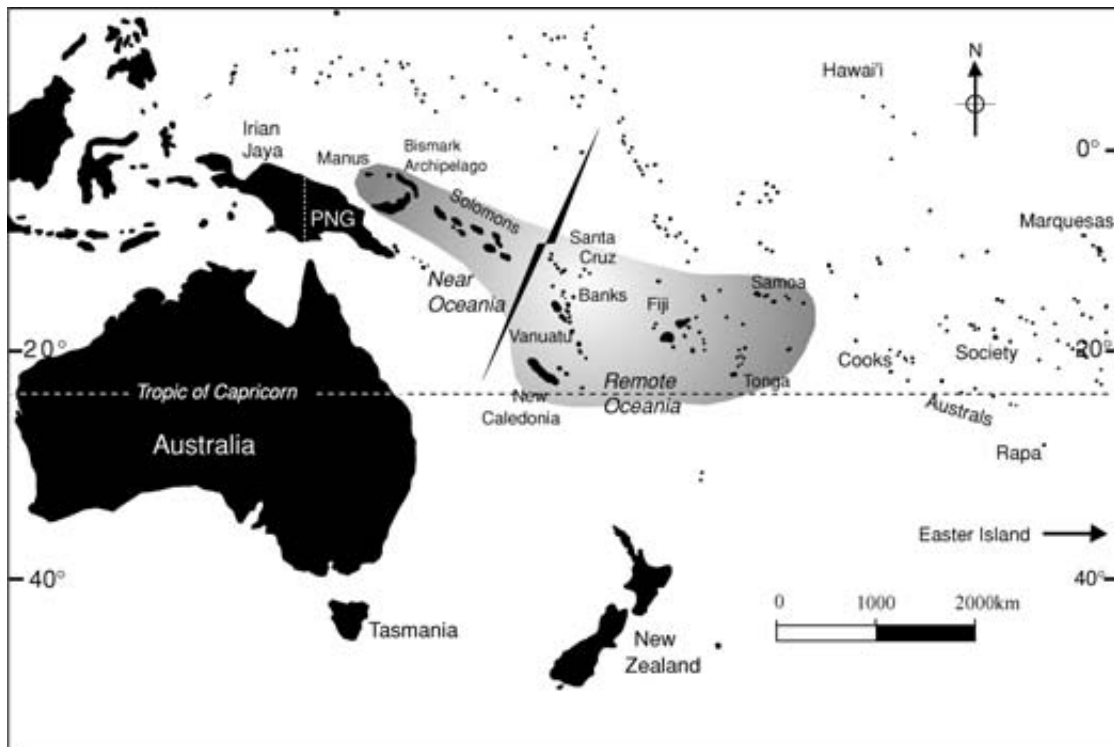 N
Hawai'i
Irian
Jaya
Manus
Bismark
Archipelago
0°
PNG
Solomons
Marquesas
Santa
Cruz
Near
Oceania
Banks
Fiji
Samoa
Vanuatu
20°
20°
Cooks
Society
Tropic of Capricorn
New
Caledonia
Remote
Oceania
Tonga
Australs
Australia
Rapa
Easter Island
40°
40°
0 1000 2000km
Tasmania
New
Zealand